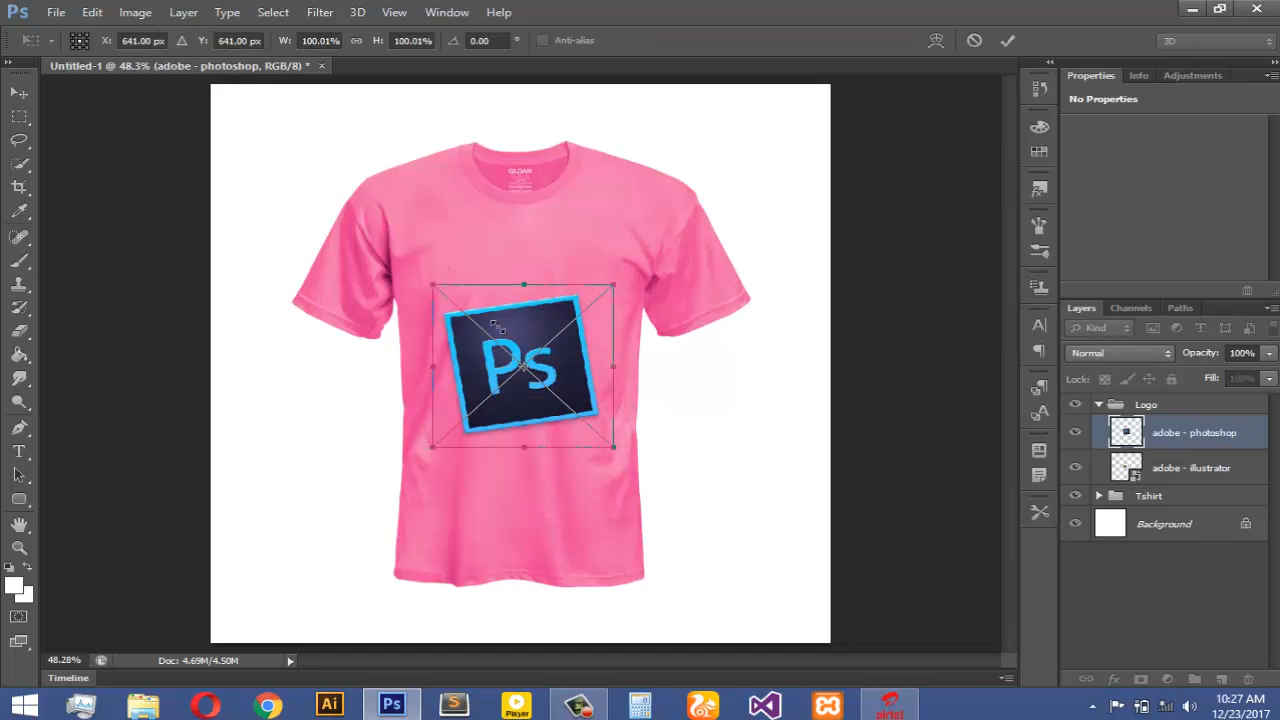 Ps File Edit Image Layer Type Select Filter 3D View Window Help
X: 641.00 px Y: 641.00 px W: 100.01% H: 100.01% 0.00 ° Anti-alias 3D
Untitled-1 @ 48.3% (adobe - photoshop, RGB/8) * ×
Properties Info Adjustments
No Properties
GILDAN
Ps
Layers Channels Paths
Kind
Normal Opacity: 100%
Lock: Fill: 100%
Logo
adobe - photoshop
adobe - illustrator
Tshirt
Background
48.28% Doc: 4.69M/4.50M
Timeline
Ai Ps S Player airtel
10:27 AM
12/23/2017